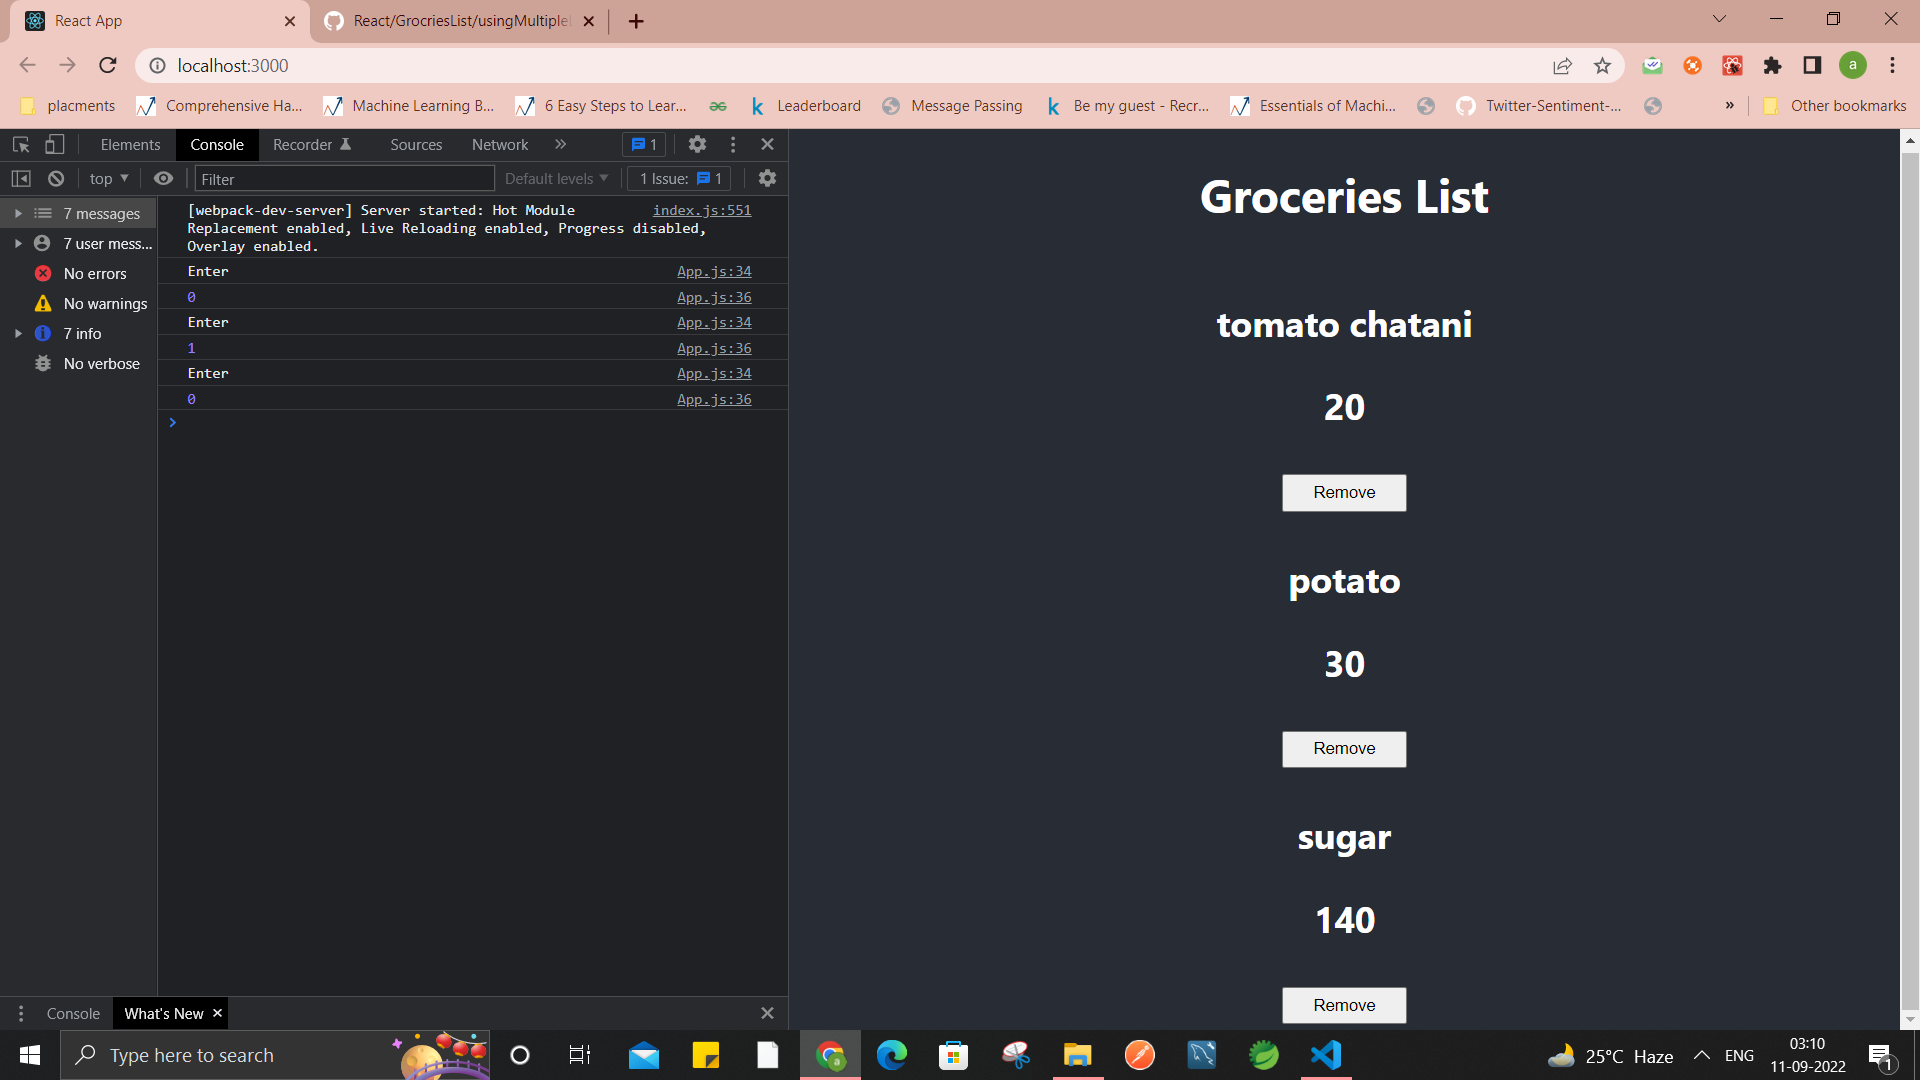 React App
React/GrocriesList/usingMultiple
localhost:3000
placments
Comprehensive Ha...
Machine Learning B...
6 Easy Steps to Lear...
Leaderboard
Message Passing
Be my guest - Recr...
Essentials of Machi...
Twitter-Sentiment-...
» Other bookmarks
a
Elements Console Recorder Sources Network » 1
top Filter Default levels 1 Issue: 1
7 messages
7 user mess...
No errors
No warnings
7 info
No verbose
[webpack-dev-server] Server started: Hot Module index.js:551
Replacement enabled, Live Reloading enabled, Progress disabled,
Overlay enabled.
Enter App.js:34
0 App.js:36
Enter App.js:34
1 App.js:36
Enter App.js:34
0 App.js:36
>
Groceries List
tomato chatani
20
Remove
potato
30
Remove
sugar
140
Remove
Console What's New
Type here to search
25°C Haze
ENG
03:10
11-09-2022
1